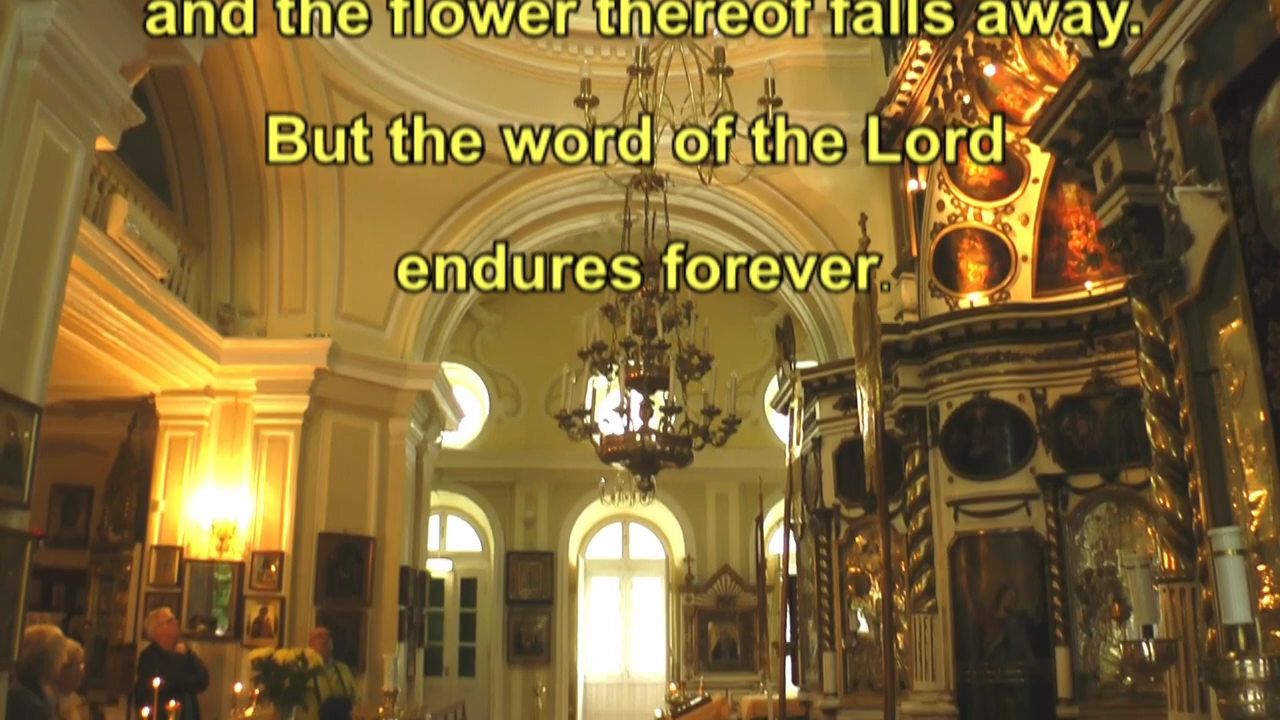 and the flower thereof falls away.
But the word of the Lord
endures forever.